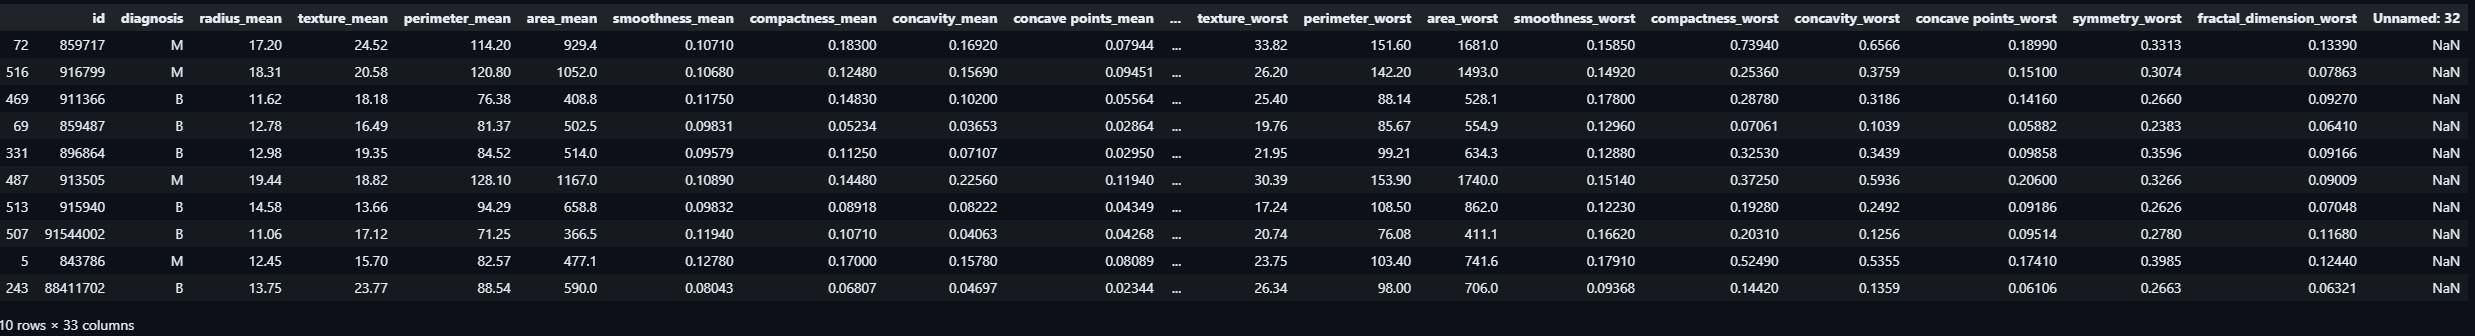 id diagnosis radius_mean texture_mean perimeter_mean area_mean smoothness_mean compactness_mean concavity_mean concave points_mean ... texture_worst perimeter_worst area_worst smoothness_worst compactness_worst concavity_worst concave points_worst symmetry_worst fractal_dimension_worst Unnamed: 32
72 859717 M 17.20 24.52 114.20 929.4 0.10710 0.18300 0.16920 0.07944 ... 33.82 151.60 1681.0 0.15850 0.73940 0.6566 0.18990 0.3313 0.13390 NaN
516 916799 M 18.31 20.58 120.80 1052.0 0.10680 0.12480 0.15690 0.09451 ... 26.20 142.20 1493.0 0.14920 0.25360 0.3759 0.15100 0.3074 0.07863 NaN
469 911366 B 11.62 18.18 76.38 408.8 0.11750 0.14830 0.10200 0.05564 ... 25.40 88.14 528.1 0.17800 0.28780 0.3186 0.14160 0.2660 0.09270 NaN
69 859487 B 12.78 16.49 81.37 502.5 0.09831 0.05234 0.03653 0.02864 ... 19.76 85.67 554.9 0.12960 0.07061 0.1039 0.05882 0.2383 0.06410 NaN
331 896864 B 12.98 19.35 84.52 514.0 0.09579 0.11250 0.07107 0.02950 ... 21.95 99.21 634.3 0.12880 0.32530 0.3439 0.09858 0.3596 0.09166 NaN
487 913505 M 19.44 18.82 128.10 1167.0 0.10890 0.14480 0.22560 0.11940 ... 30.39 153.90 1740.0 0.15140 0.37250 0.5936 0.20600 0.3266 0.09009 NaN
513 915940 B 14.58 13.66 94.29 658.8 0.09832 0.08918 0.08222 0.04349 ... 17.24 108.50 862.0 0.12230 0.19280 0.2492 0.09186 0.2626 0.07048 NaN
507 91544002 B 11.06 17.12 71.25 366.5 0.11940 0.10710 0.04063 0.04268 ... 20.74 76.08 411.1 0.16620 0.20310 0.1256 0.09514 0.2780 0.11680 NaN
5 843786 M 12.45 15.70 82.57 477.1 0.12780 0.17000 0.15780 0.08089 ... 23.75 103.40 741.6 0.17910 0.52490 0.5355 0.17410 0.3985 0.12440 NaN
243 88411702 B 13.75 23.77 88.54 590.0 0.08043 0.06807 0.04697 0.02344 ... 26.34 98.00 706.0 0.09368 0.14420 0.1359 0.06106 0.2663 0.06321 NaN
10 rows × 33 columns